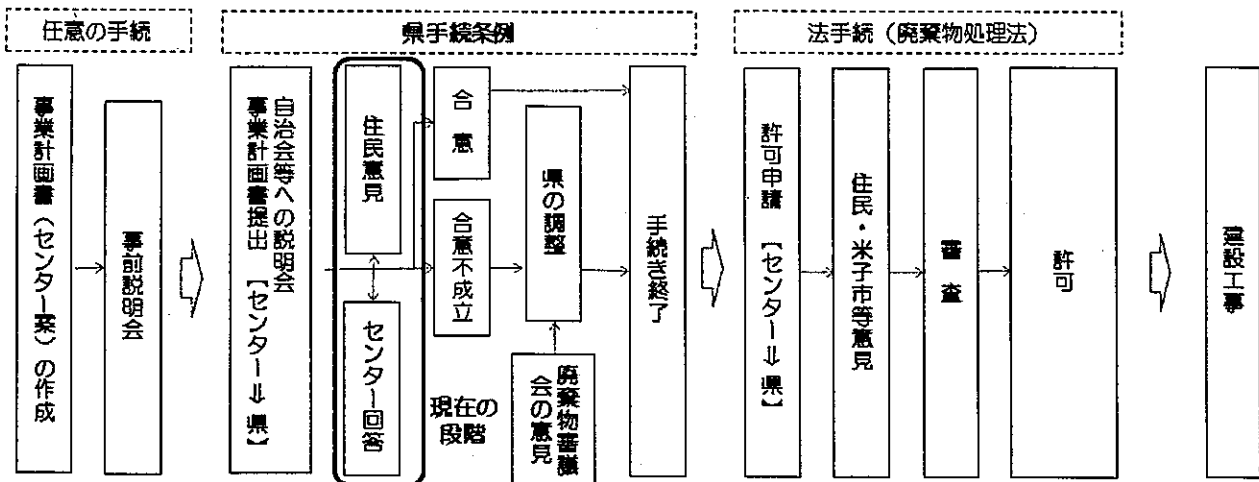 任意の手続
県手続条例
法手続（廃棄物処理法）
事業計画書（センター案）の作成
事前説明会
自治会等への説明会
事業計画書提出【センター⇒県】
住民意見
センター回答
現在の
段階
合意
合意不成立
県の調整
廃棄物審議
会の意見
手続き終了
許可申請【センター⇒県】
住民・米子市等意見
審査
許可
建設工事